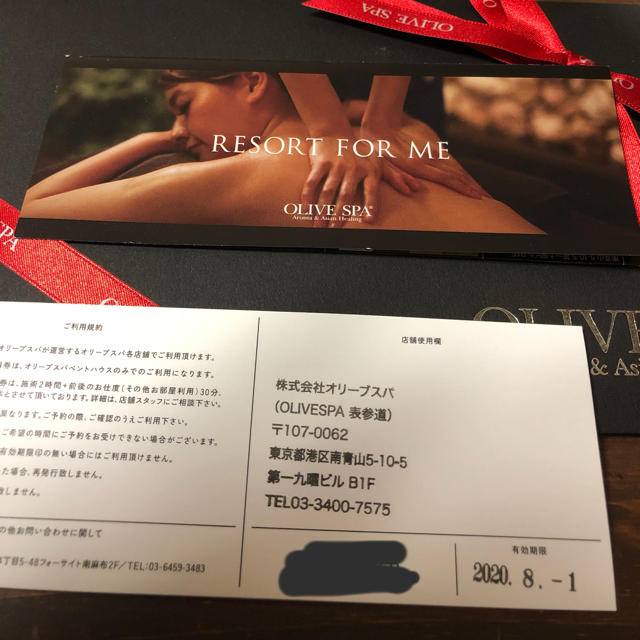 OLIVE SPA
RESORT FOR ME
OLIVE SPA
Aroma & Asian Healing
SPA
OLIVE
& As
ご利用規約
オリーブスパが運営するオリーブスパ各店舗でご利用頂けます。
券は、オリーブスパペントハウスのみでのご利用になります。
券は、施術2時間+前後のお仕度(その他お部屋利用)30分、
とさせて頂いております。詳細は、店舗スタッフにご相談下さい。
異なります。ご予約の際、ご確認のうえご利用下さい。
ご希望の時間にご予約をお受けできない場合がございます。
有効期限印の無い場合にはご利用頂けません。
た場合、再発行致しません。
致しません。
の他お問い合わせに関して
丁目5-48フォーサイト南麻布2F/TEL:03-6459-3483
店舗使用欄
株式会社オリーブスパ
(OLIVESPA 表参道)
〒107-0062
東京都港区南青山5-10-5
第一九曜ビル B1F
TEL03-3400-7575
有効期限
2020. 8. -1